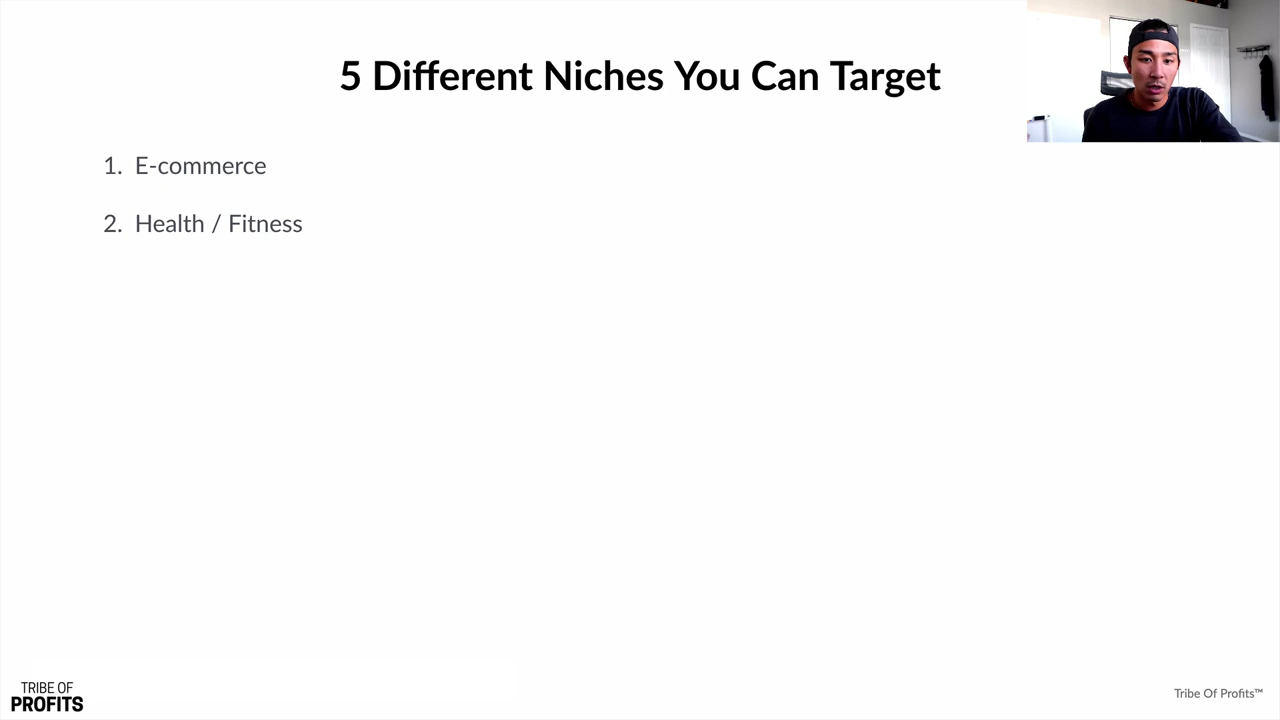 5 Different Niches You Can Target
1. E-commerce
2. Health / Fitness
TRIBE OF
PROFITS
Tribe Of Profits™